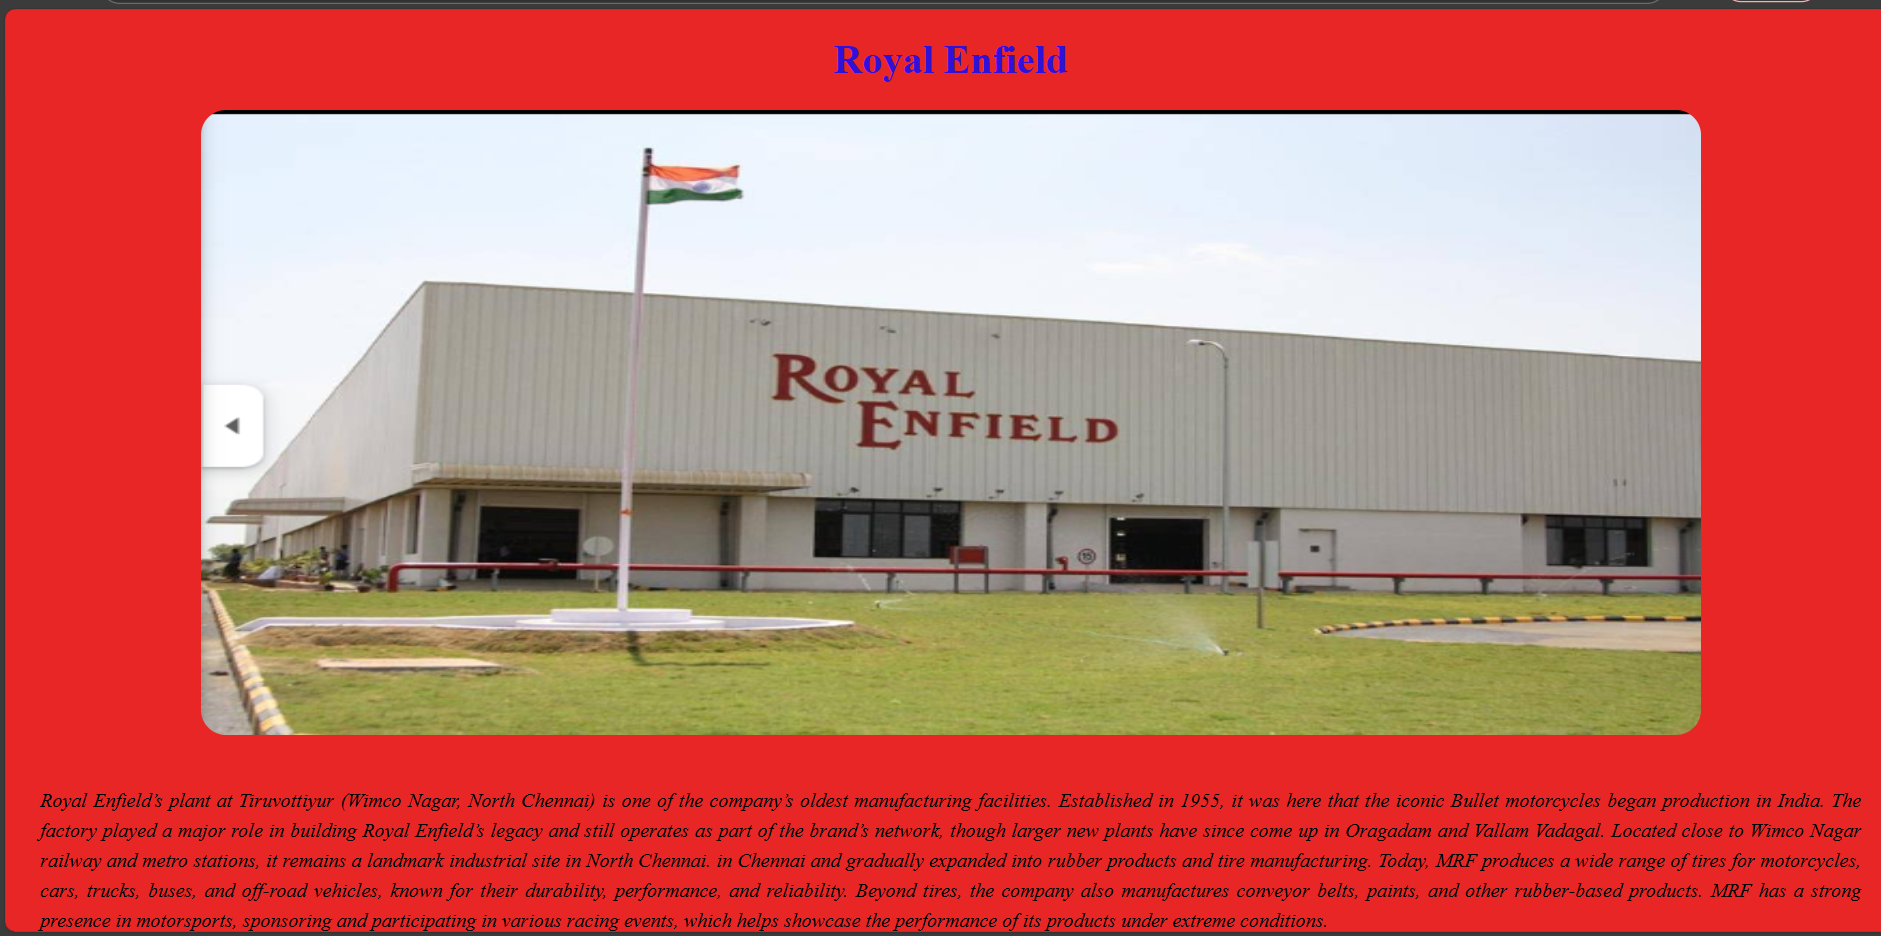 Royal Enfield
ROYAL
ENFIELD
15
Royal Enfield’s plant at Tiruvottiyur (Wimco Nagar, North Chennai) is one of the company’s oldest manufacturing facilities. Established in 1955, it was here that the iconic Bullet motorcycles began production in India. The
factory played a major role in building Royal Enfield’s legacy and still operates as part of the brand’s network, though larger new plants have since come up in Oragadam and Vallam Vadagal. Located close to Wimco Nagar
railway and metro stations, it remains a landmark industrial site in North Chennai. in Chennai and gradually expanded into rubber products and tire manufacturing. Today, MRF produces a wide range of tires for motorcycles,
cars, trucks, buses, and off-road vehicles, known for their durability, performance, and reliability. Beyond tires, the company also manufactures conveyor belts, paints, and other rubber-based products. MRF has a strong
presence in motorsports, sponsoring and participating in various racing events, which helps showcase the performance of its products under extreme conditions.